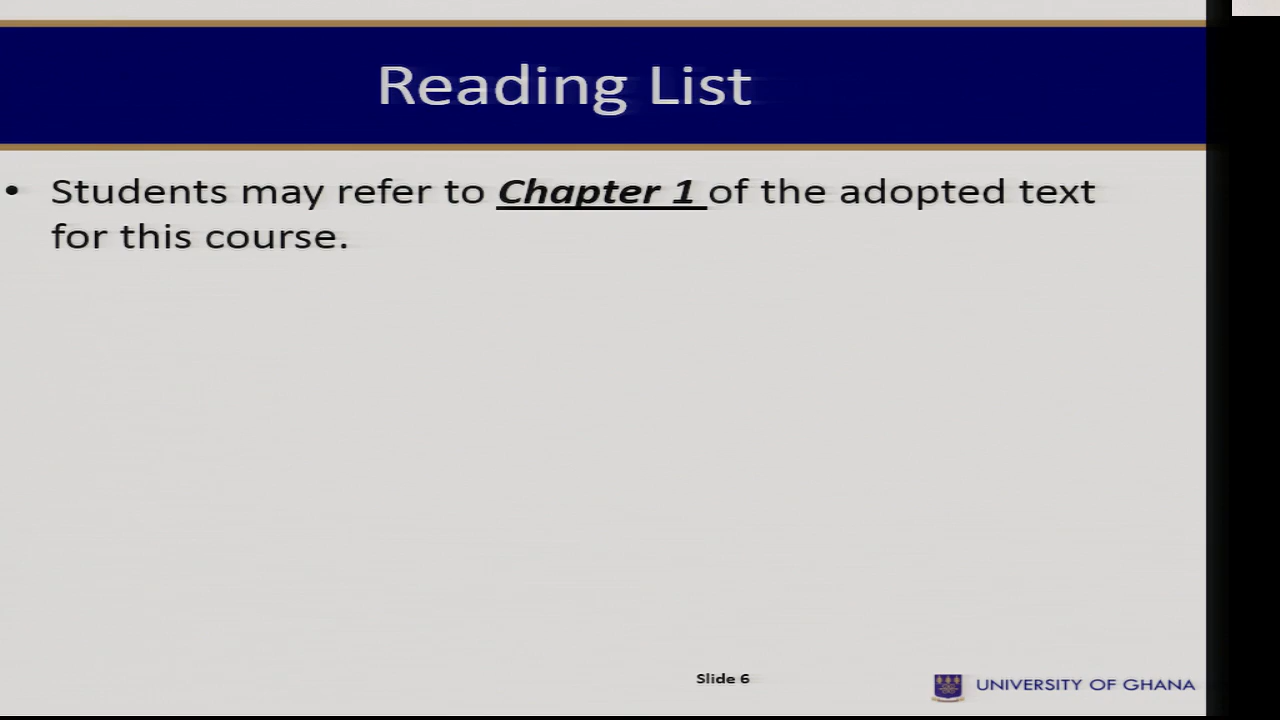 Reading List
• Students may refer to Chapter 1 of the adopted text
for this course.
Slide 6
UNIVERSITY OF GHANA